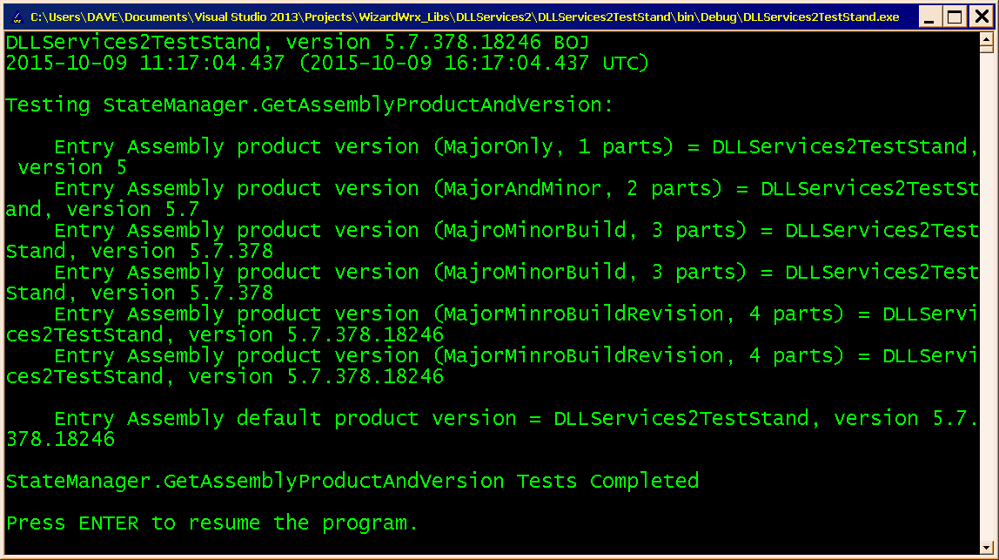 C:\Users\DAVE\Documents\Visual Studio 2013\Projects\WizardWrx_Libs\DLLServices2\DLLServices2TestStand\bin\Debug\DLLServices2TestStand.exe
DLLServices2TestStand, version 5.7.378.18246 BOJ
2015-10-09 11:17:04.437 (2015-10-09 16:17:04.437 UTC)
Testing StateManager.GetAssemblyProductAndVersion:
Entry Assembly product version (MajorOnly, 1 parts) = DLLServices2TestStand,
version 5
Entry Assembly product version (MajorAndMinor, 2 parts) = DLLServices2TestSt
and, version 5.7
Entry Assembly product version (MajroMinorBuild, 3 parts) = DLLServices2Test
Stand, version 5.7.378
Entry Assembly product version (MajroMinorBuild, 3 parts) = DLLServices2Test
Stand, version 5.7.378
Entry Assembly product version (MajorMinroBuildRevision, 4 parts) = DLLServi
ces2TestStand, version 5.7.378.18246
Entry Assembly product version (MajorMinroBuildRevision, 4 parts) = DLLServi
ces2TestStand, version 5.7.378.18246
Entry Assembly default product version = DLLServices2TestStand, version 5.7.
378.18246
StateManager.GetAssemblyProductAndVersion Tests Completed
Press ENTER to resume the program.